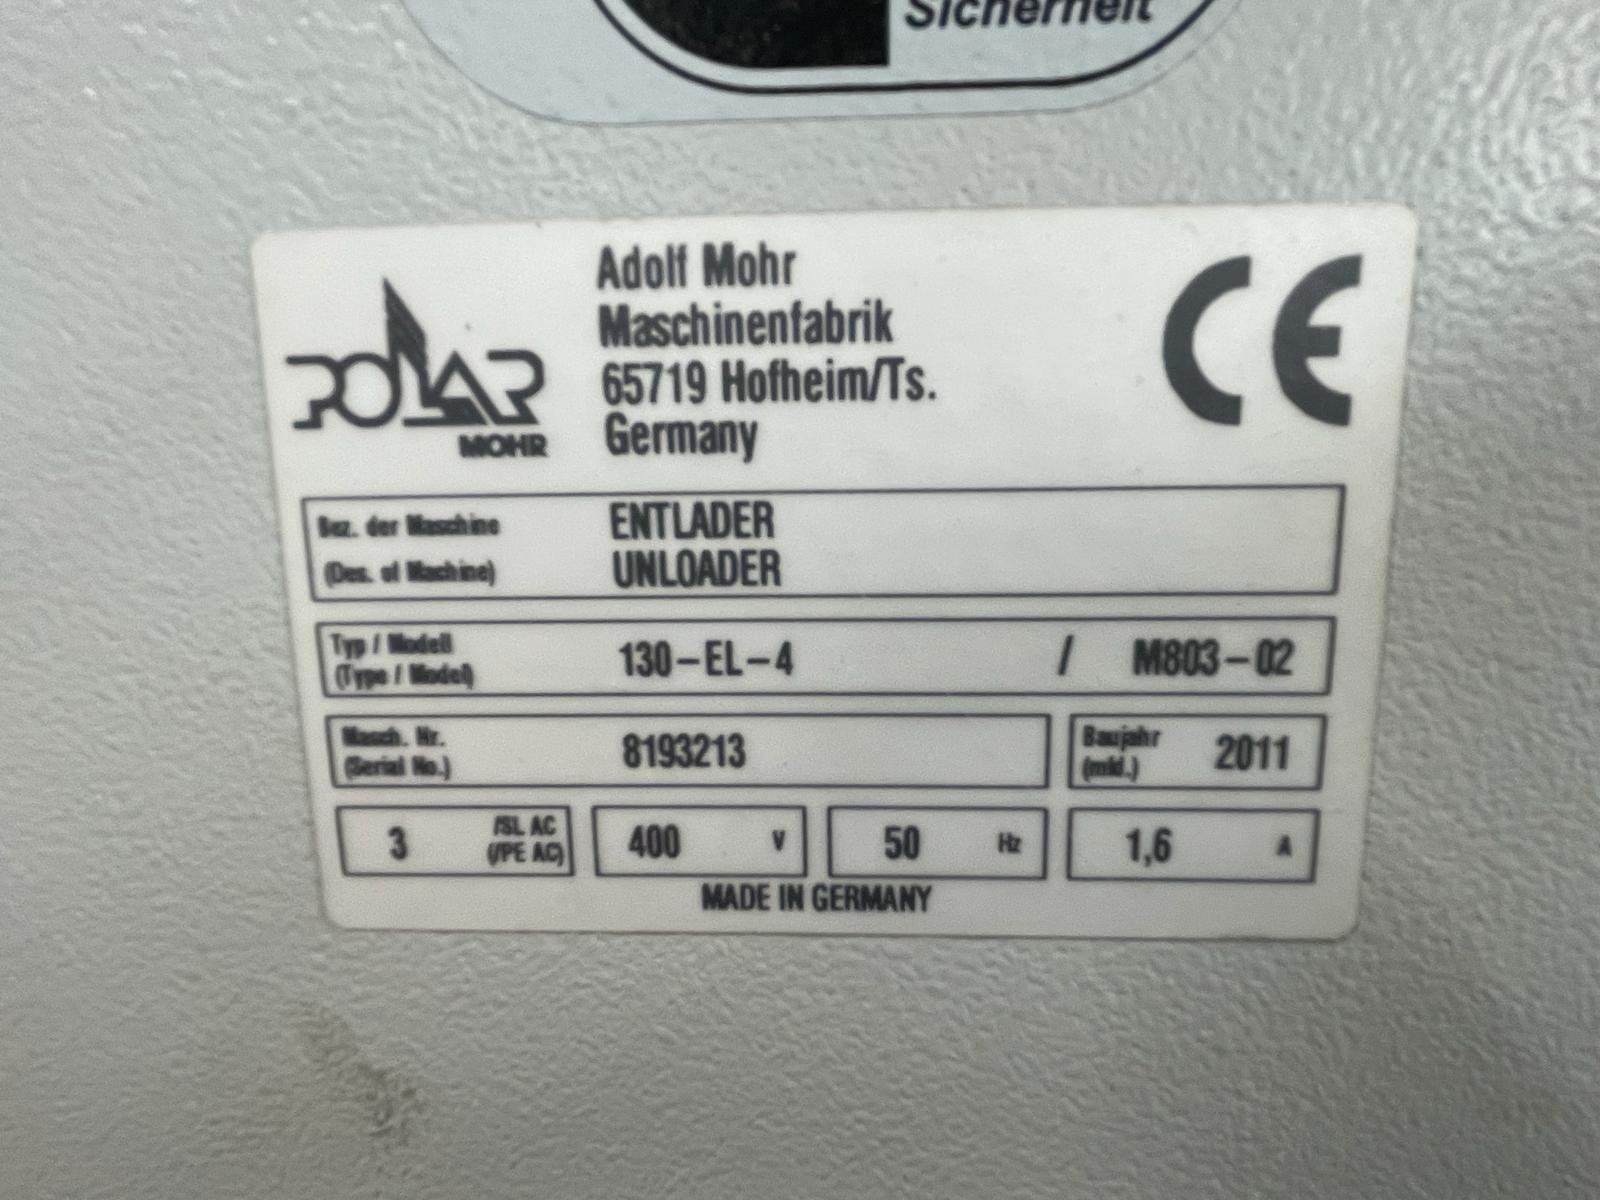 Sicherheit
POLAR
MOHR
Adolf Mohr
Maschinenfabrik
65719 Hofheim/Ts.
Germany
CE
Bez. der Maschine ENTLADER
(Des. of Machine) UNLOADER
Typ / Modell
(Type / Model) 130-EL-4 / M803-02
Masch. Nr.
(Serial No.) 8193213
Baujahr
(mfd.) 2011
3 /SL AC
(/PE AC)
400 V
50 Hz
1,6 A
MADE IN GERMANY